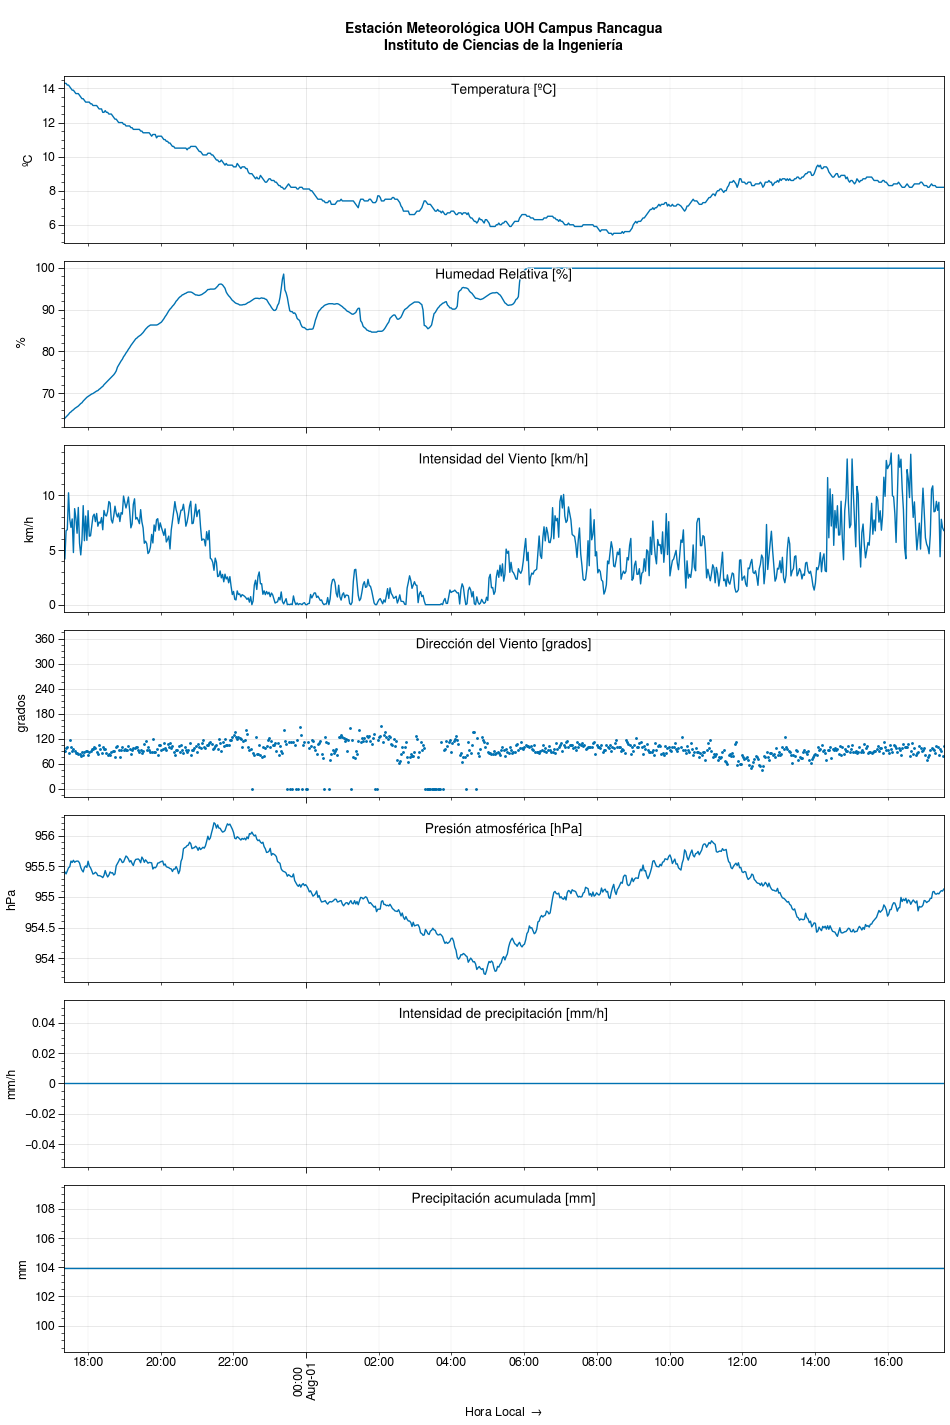 Estación Meteorológica UOH Campus Rancagua
Instituto de Ciencias de la Ingeniería
Temperatura [ºC]
14
12
10
8
6
ºC
Humedad Relativa [%]
100
90
80
70
%
Intensidad del Viento [km/h]
10
5
0
km/h
Dirección del Viento [grados]
360
300
240
180
120
60
0
grados
Presión atmosférica [hPa]
956
955.5
955
954.5
954
hPa
Intensidad de precipitación [mm/h]
0.04
0.02
0
−0.02
−0.04
mm/h
Precipitación acumulada [mm]
108
106
104
102
100
mm
18:00 20:00 22:00 00:00 02:00 04:00 06:00 08:00 10:00 12:00 14:00 16:00
Aug-01
Hora Local →